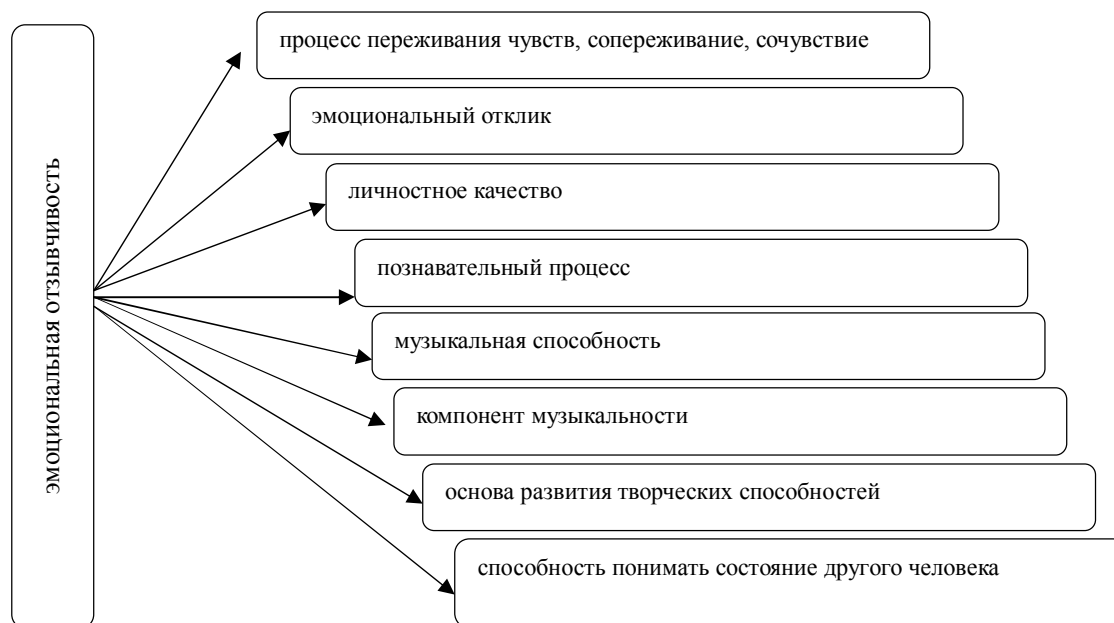 эмоциональная отзывчивость
процесс переживания чувств, сопереживание, сочувствие
эмоциональный отклик
личностное качество
познавательный процесс
музыкальная способность
компонент музыкальности
основа развития творческих способностей
способность понимать состояние другого человека